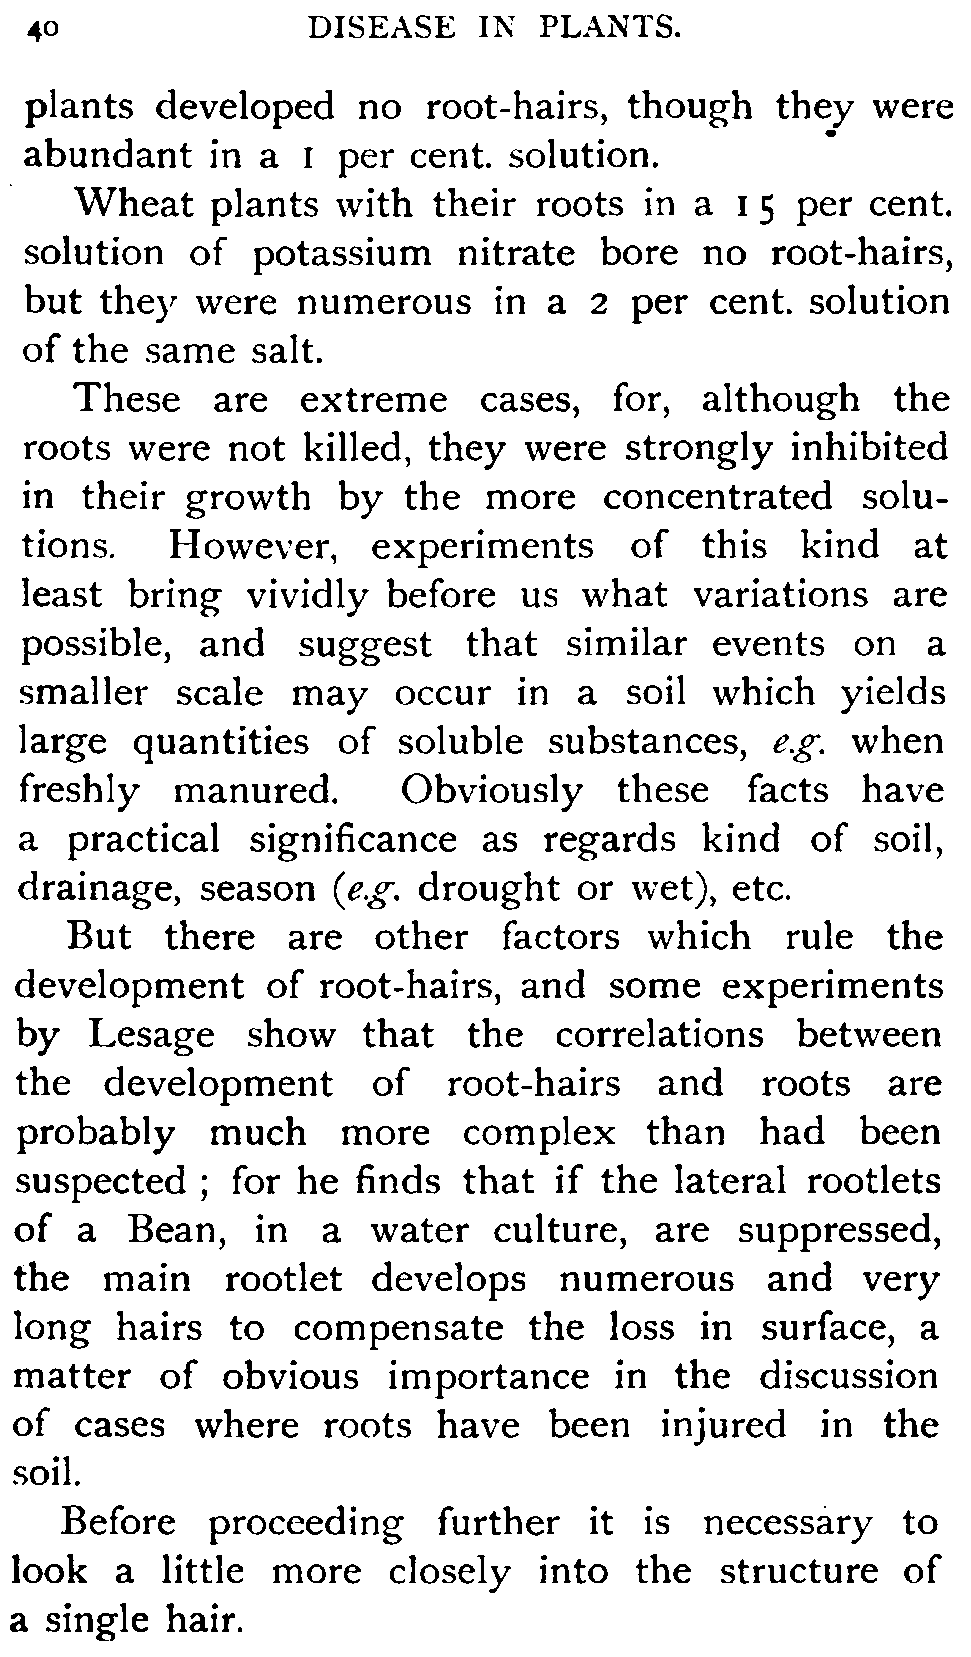 40 DISEASE IN PLANTS.
plants developed no root-hairs, though they were
abundant in a 1 per cent. solution.
Wheat plants with their roots in a 15 per cent.
solution of potassium nitrate bore no root-hairs,
but they were numerous in a 2 per cent. solution
of the same salt.
These are extreme cases, for, although the
roots were not killed, they were strongly inhibited
in their growth by the more concentrated solu-
tions. However, experiments of this kind at
least bring vividly before us what variations are
possible, and suggest that similar events on a
smaller scale may occur in a soil which yields
large quantities of soluble substances, e.g. when
freshly manured. Obviously these facts have
a practical significance as regards kind of soil,
drainage, season (e.g. drought or wet), etc.
But there are other factors which rule the
development of root-hairs, and some experiments
by Lesage show that the correlations between
the development of root-hairs and roots are
probably much more complex than had been
suspected ; for he finds that if the lateral rootlets
of a Bean, in a water culture, are suppressed,
the main rootlet develops numerous and very
long hairs to compensate the loss in surface, a
matter of obvious importance in the discussion
of cases where roots have been injured in the
soil.
Before proceeding further it is necessary to
look a little more closely into the structure of
a single hair.